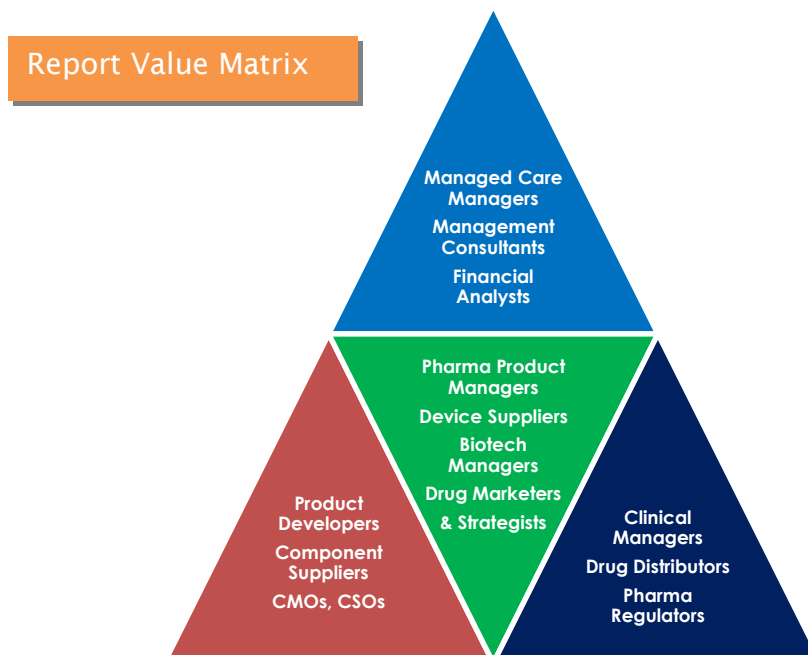 Report Value Matrix
Managed Care
Managers
Management
Consultants
Financial
Analysts
Pharma Product
Managers
Device Suppliers
Biotech
Managers
Drug Marketers
& Strategists
Product
Developers
Component
Suppliers
CMOs, CSOs
Clinical
Managers
Drug Distributors
Pharma
Regulators